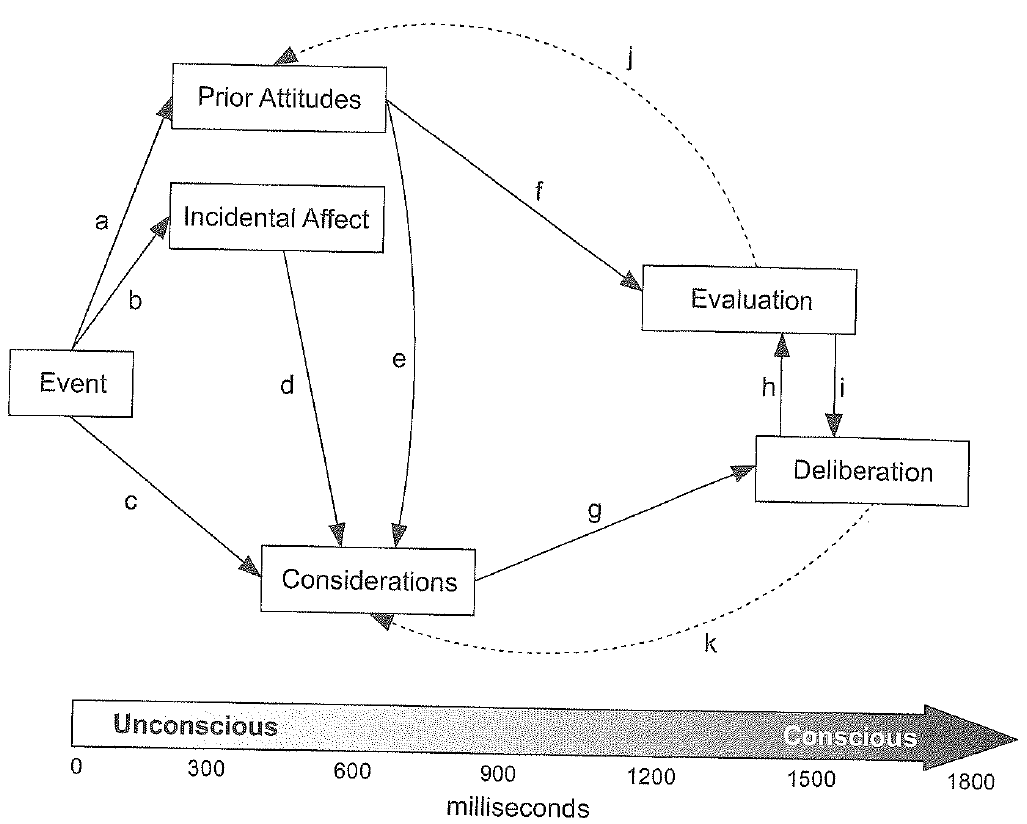 j
Prior Attitudes
f
Incidental Affect
a
b
Evaluation
e
d
Event
h
i
Deliberation
c
g
Considerations
k
Unconscious
Conscious
0 300 600 900 1200 1500 1800
milliseconds